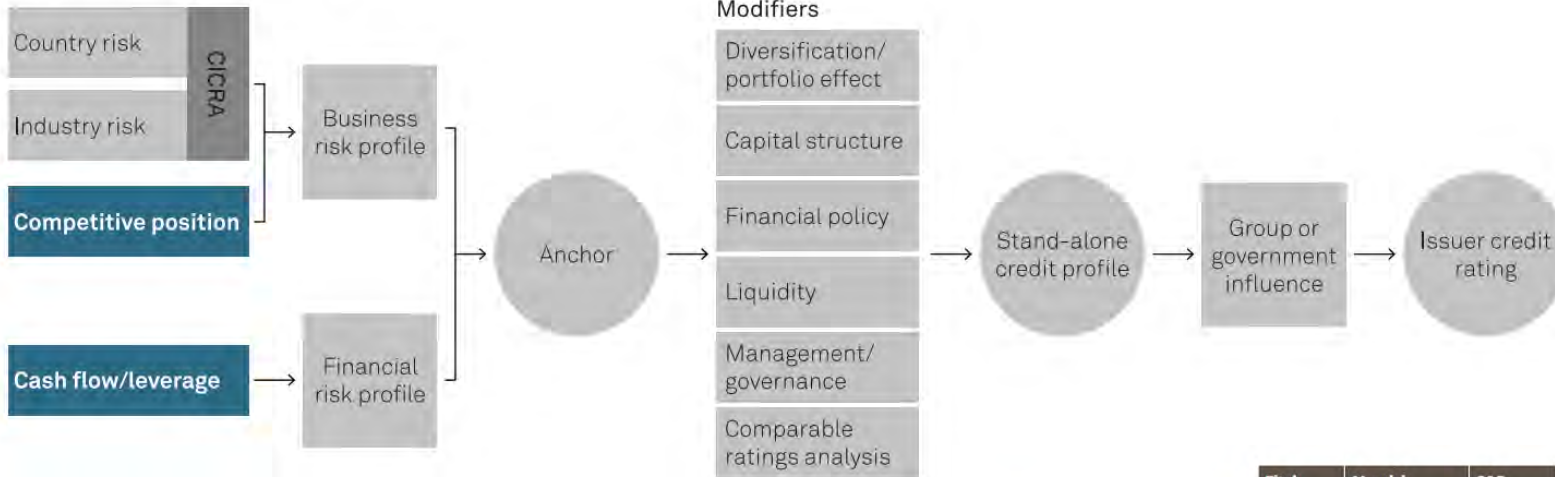 Country risk
Industry risk
CICRA
Competitive position
Cash flow/leverage
Business
risk profile
Financial
risk profile
Anchor
Modifiers
Diversification/
portfolio effect
Capital structure
Financial policy
Liquidity
Management/
governance
Comparable
ratings analysis
Stand-alone
credit profile
Group or
government
influence
Issuer credit
rating